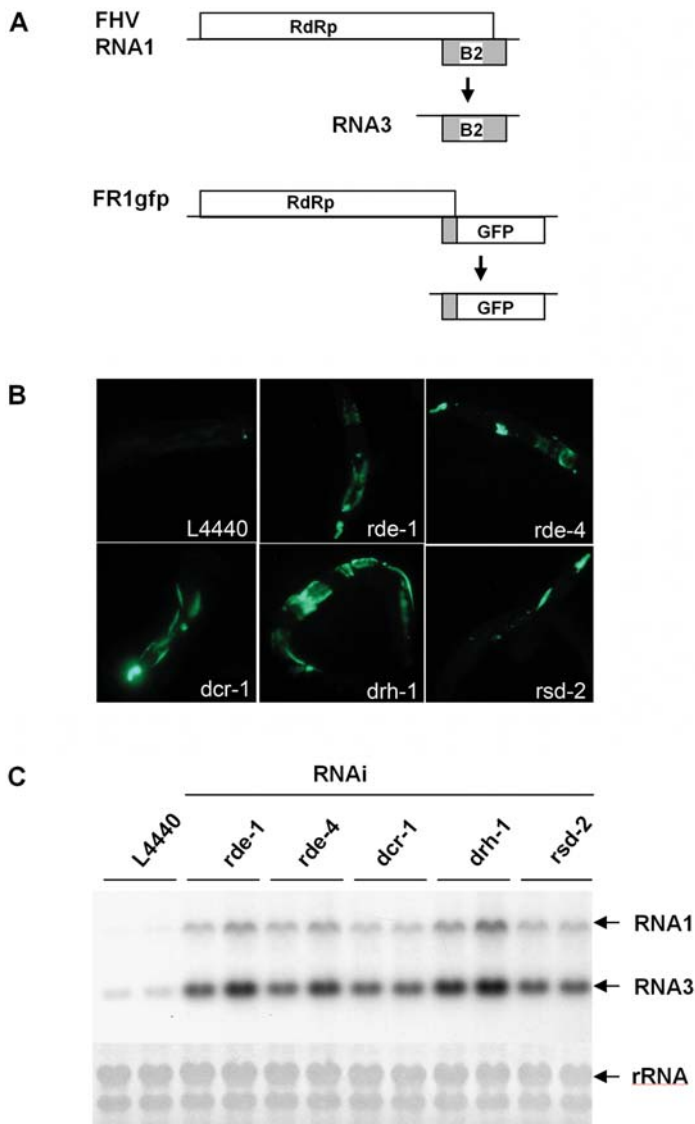 A
FHV
RNA1
RdRp
B2
RNA3
B2
FR1gfp
RdRp
GFP
GFP
B
L4440
rde-1
rde-4
dcr-1
drh-1
rsd-2
C
RNAi
L4440
rde-1
rde-4
dcr-1
drh-1
rsd-2
RNA1
RNA3
rRNA